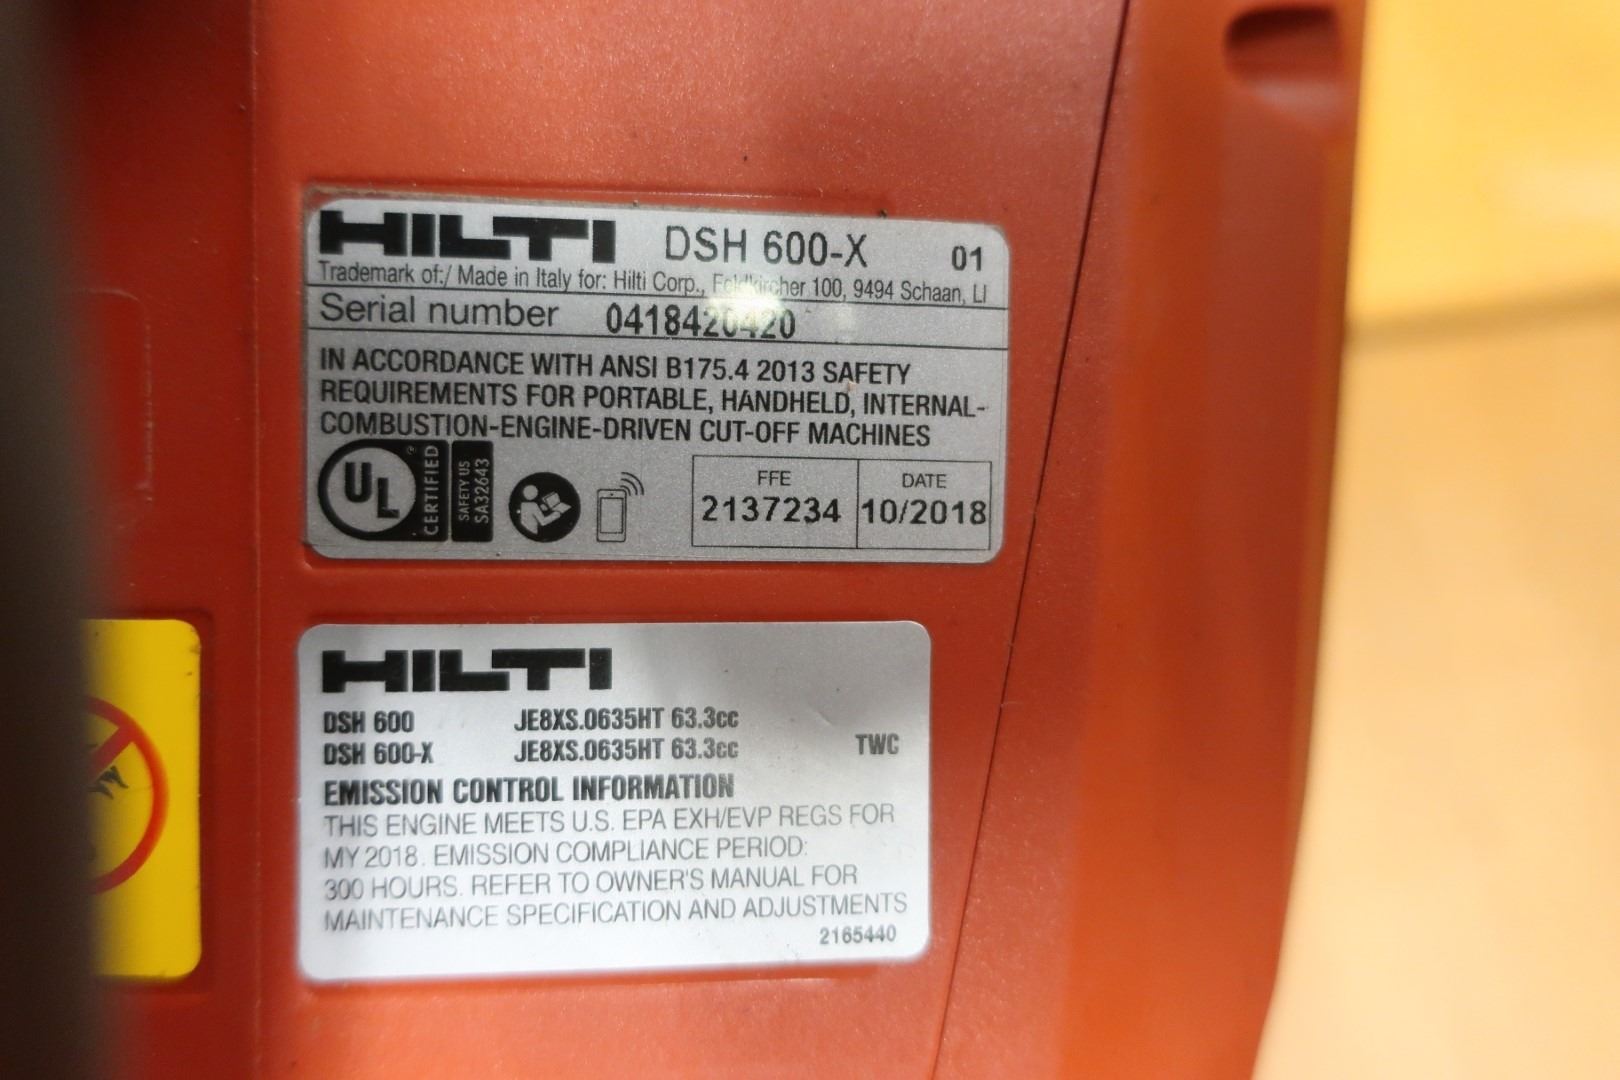 HILTI DSH 600-X 01
Trademark of:/ Made in Italy for: Hilti Corp., Feldkircher 100, 9494 Schaan, LI
Serial number 0418420420
IN ACCORDANCE WITH ANSI B175.4 2013 SAFETY
REQUIREMENTS FOR PORTABLE, HANDHELD, INTERNAL-
COMBUSTION-ENGINE-DRIVEN CUT-OFF MACHINES
UL
CERTIFIED
SAFETY US
SA32643
FFE DATE
2137234 10/2018
HILTI
DSH 600 JE8XS.0635HT 63.3cc
DSH 600-X JE8XS.0635HT 63.3cc TWC
EMISSION CONTROL INFORMATION
THIS ENGINE MEETS U.S. EPA EXH/EVP REGS FOR
MY 2018. EMISSION COMPLIANCE PERIOD:
300 HOURS. REFER TO OWNER'S MANUAL FOR
MAINTENANCE SPECIFICATION AND ADJUSTMENTS
2165440